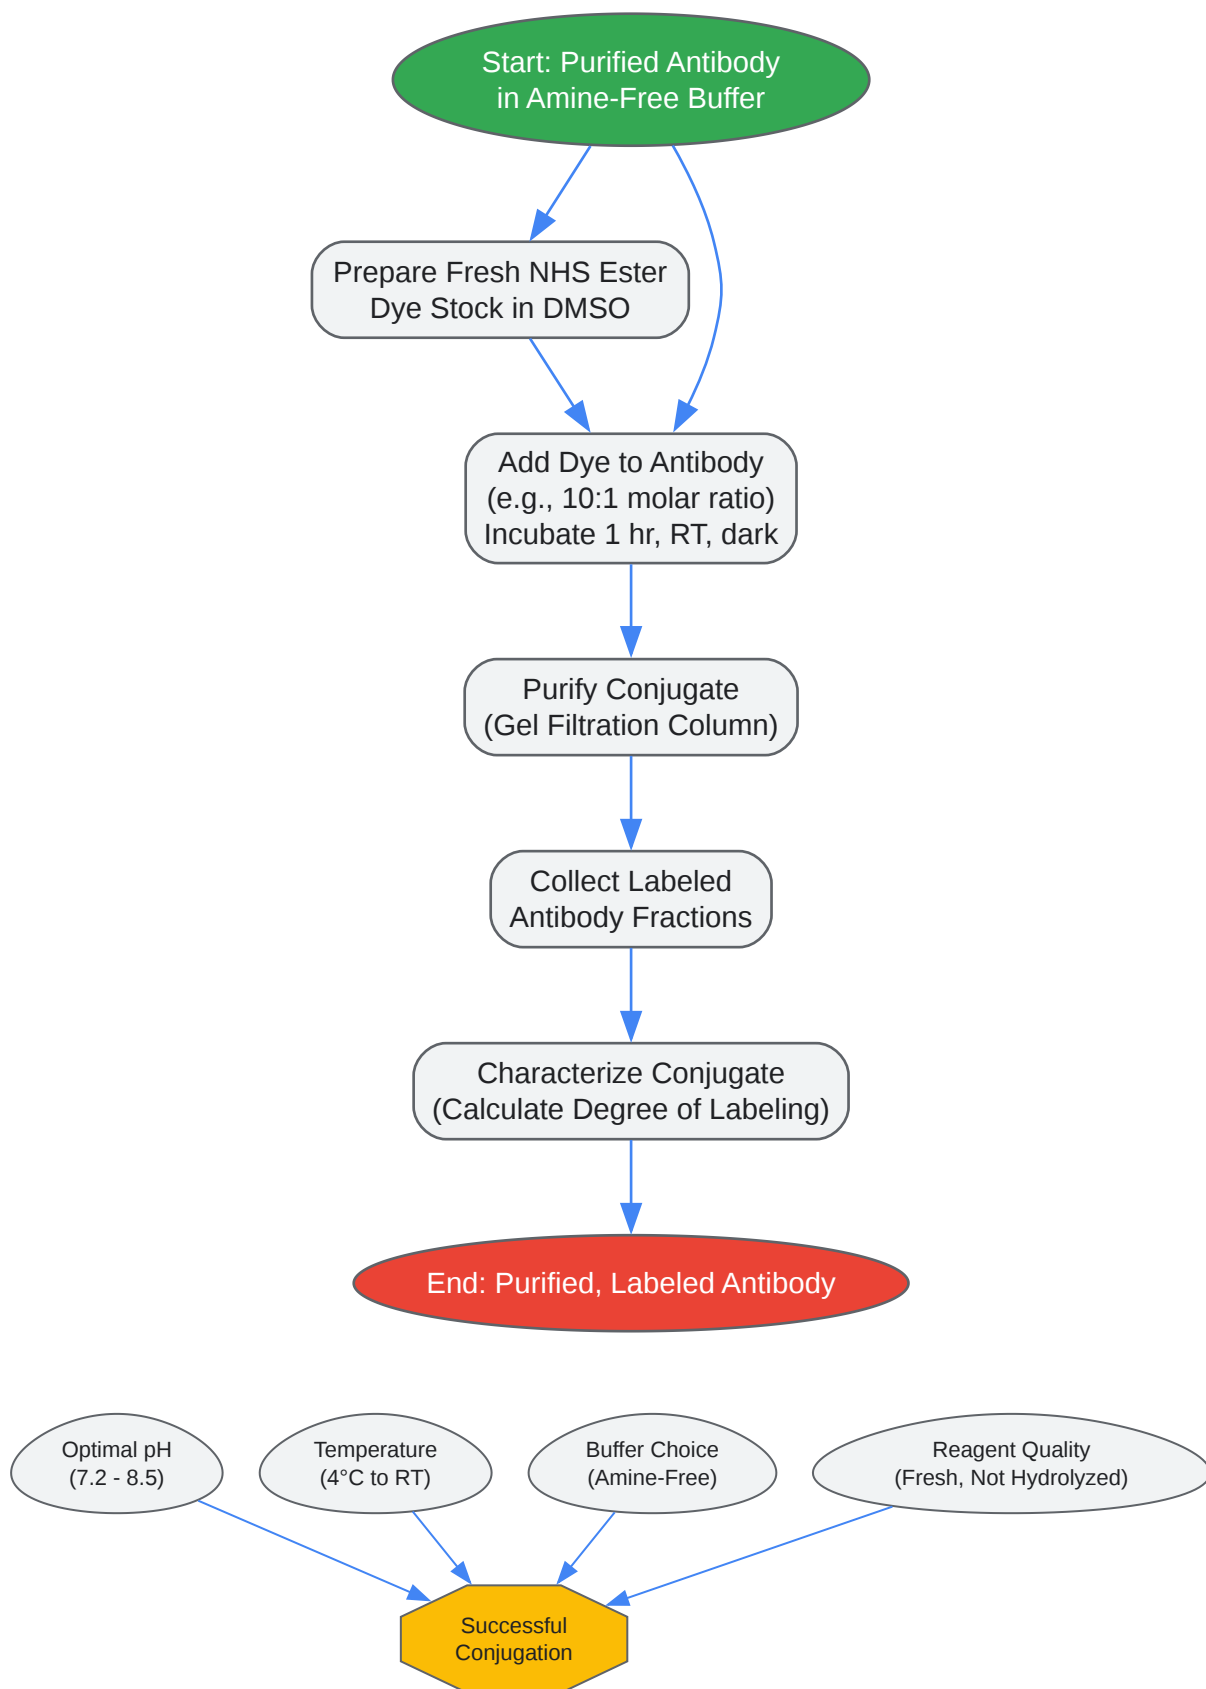 Start: Purified Antibody
in Amine-Free Buffer
Prepare Fresh NHS Ester
Dye Stock in DMSO
Add Dye to Antibody
(e.g., 10:1 molar ratio)
Incubate 1 hr, RT, dark
Purify Conjugate
(Gel Filtration Column)
Collect Labeled
Antibody Fractions
Characterize Conjugate
(Calculate Degree of Labeling)
End: Purified, Labeled Antibody
Optimal pH
(7.2 - 8.5)
Temperature
(4°C to RT)
Buffer Choice
(Amine-Free)
Reagent Quality
(Fresh, Not Hydrolyzed)
Successful
Conjugation